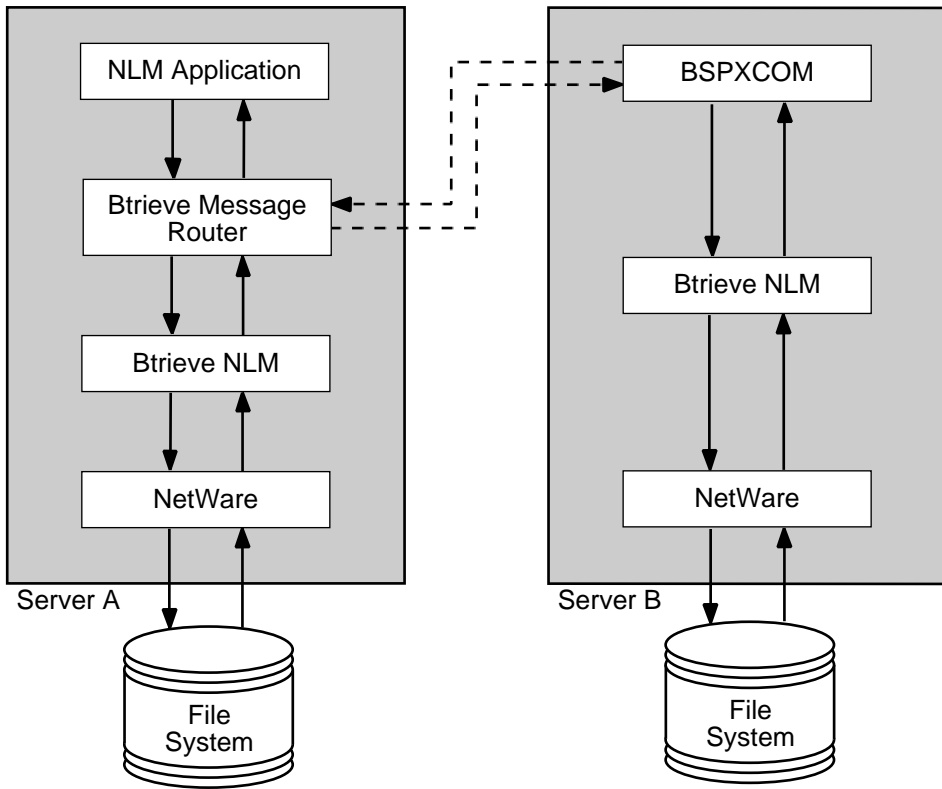 NLM Application
Btrieve Message
Router
Btrieve NLM
NetWare
Server A
File
System
BSPXCOM
Btrieve NLM
NetWare
Server B
File
System